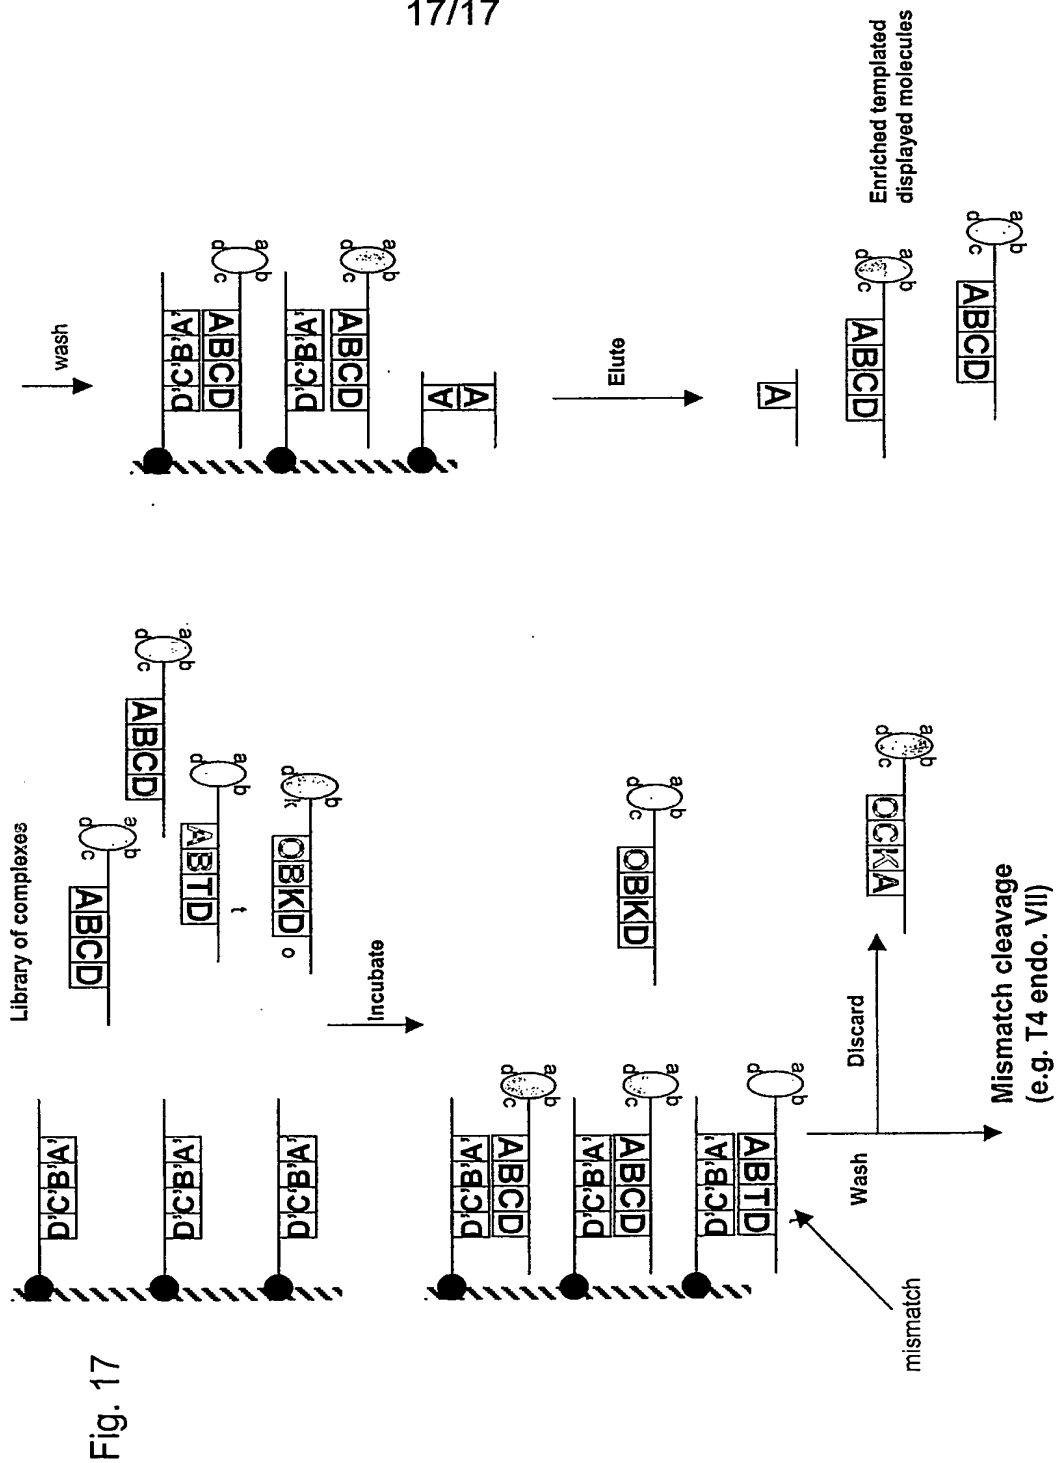 17/17
Fig. 17
Library of complexes
D'C'B'A'
D'C'B'A'
D'C'B'A'
ABCD
d
c
b
ABCD
d
a
b
c
ABTD
d
a
b
t
OBKD
d
b
k
o
Incubate
D'C'B'A'
ABCD
d
a
b
c
D'C'B'A'
ABCD
d
a
b
c
D'C'B'A'
ABTD
d
a
b
OBKD
d
a
b
c
mismatch
Wash
Discard
OCKA
d
a
b
c
Mismatch cleavage
(e.g. T4 endo. VII)
wash
D'C'B'A'
ABCD
d
a
b
c
D'C'B'A'
ABCD
d
a
b
c
A
A
Elute
A
ABCD
d
a
b
c
ABCD
d
a
b
c
Enriched templated
displayed molecules